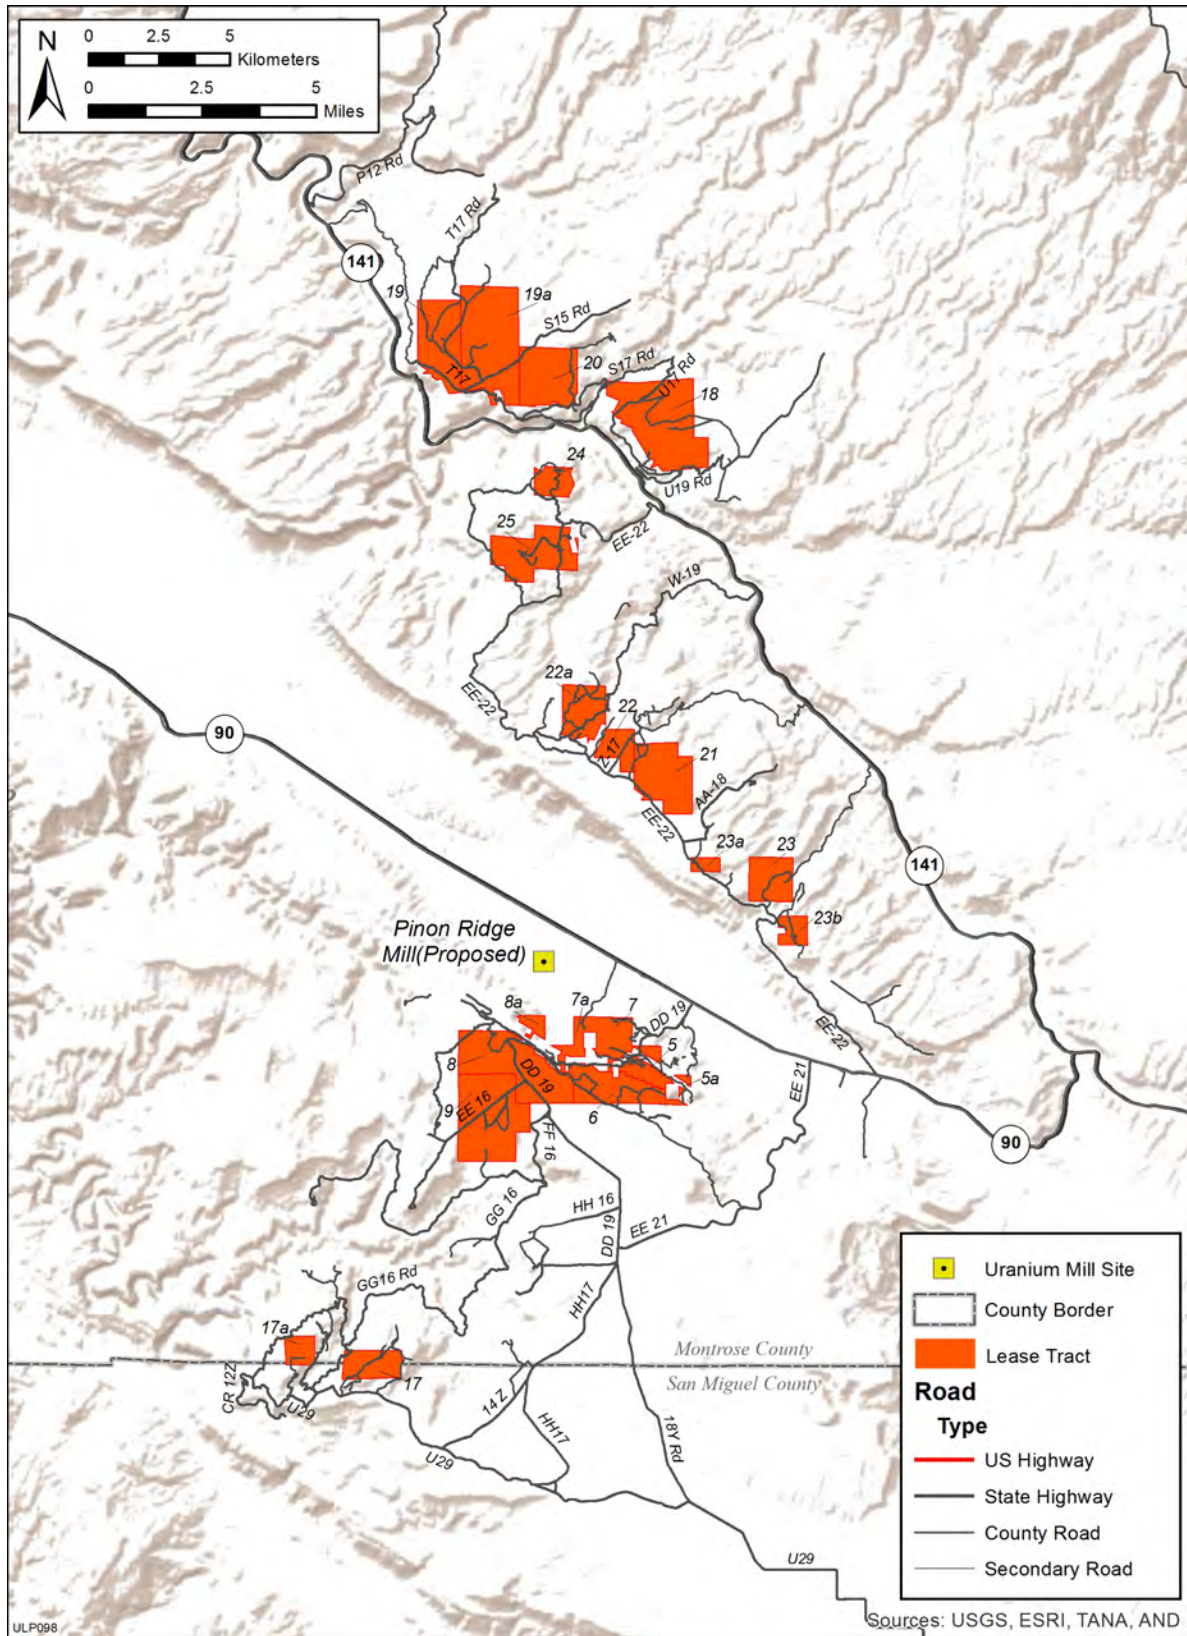 N
0 2.5 5
Kilometers
0 2.5 5
Miles
P12 Rd
T17 Rd
141
19
19a
S15 Rd
T17
20
S17 Rd
U17 Rd
18
24
U19 Rd
25
EE-22
W-19
22a
EE-22
22
90
Z 17
21
AA-18
EE-22
23a
23
141
23b
Pinon Ridge
Mill(Proposed)
8a
7a
7
DD 19
EE-22
8
5
DD 19
5a
EE 21
9
EE 16
6
FF 16
90
GG 16
HH 16
DD 19
EE 21
GG16 Rd
HH17
17a
Montrose County
San Miguel County
CR 12Z
17
U29
14 Z
HH17
18Y Rd
U29
U29
Uranium Mill Site
County Border
Lease Tract
Road
Type
US Highway
State Highway
County Road
Secondary Road
Sources: USGS, ESRI, TANA, AND
ULP098